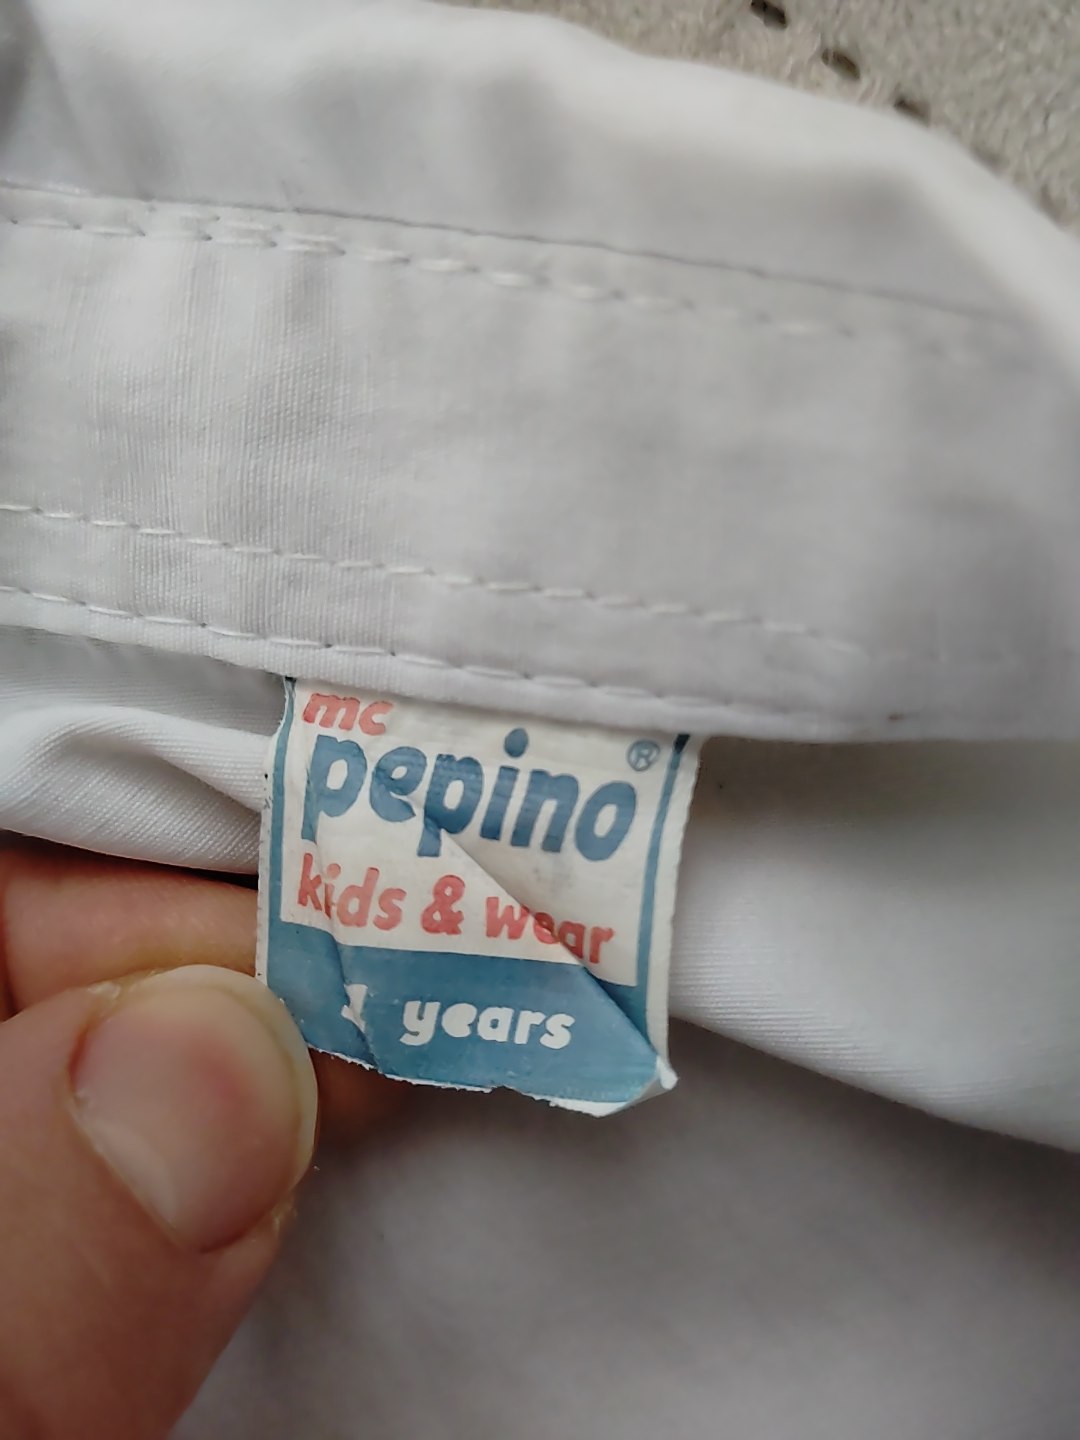 mc
pepino®
kids & wear
years